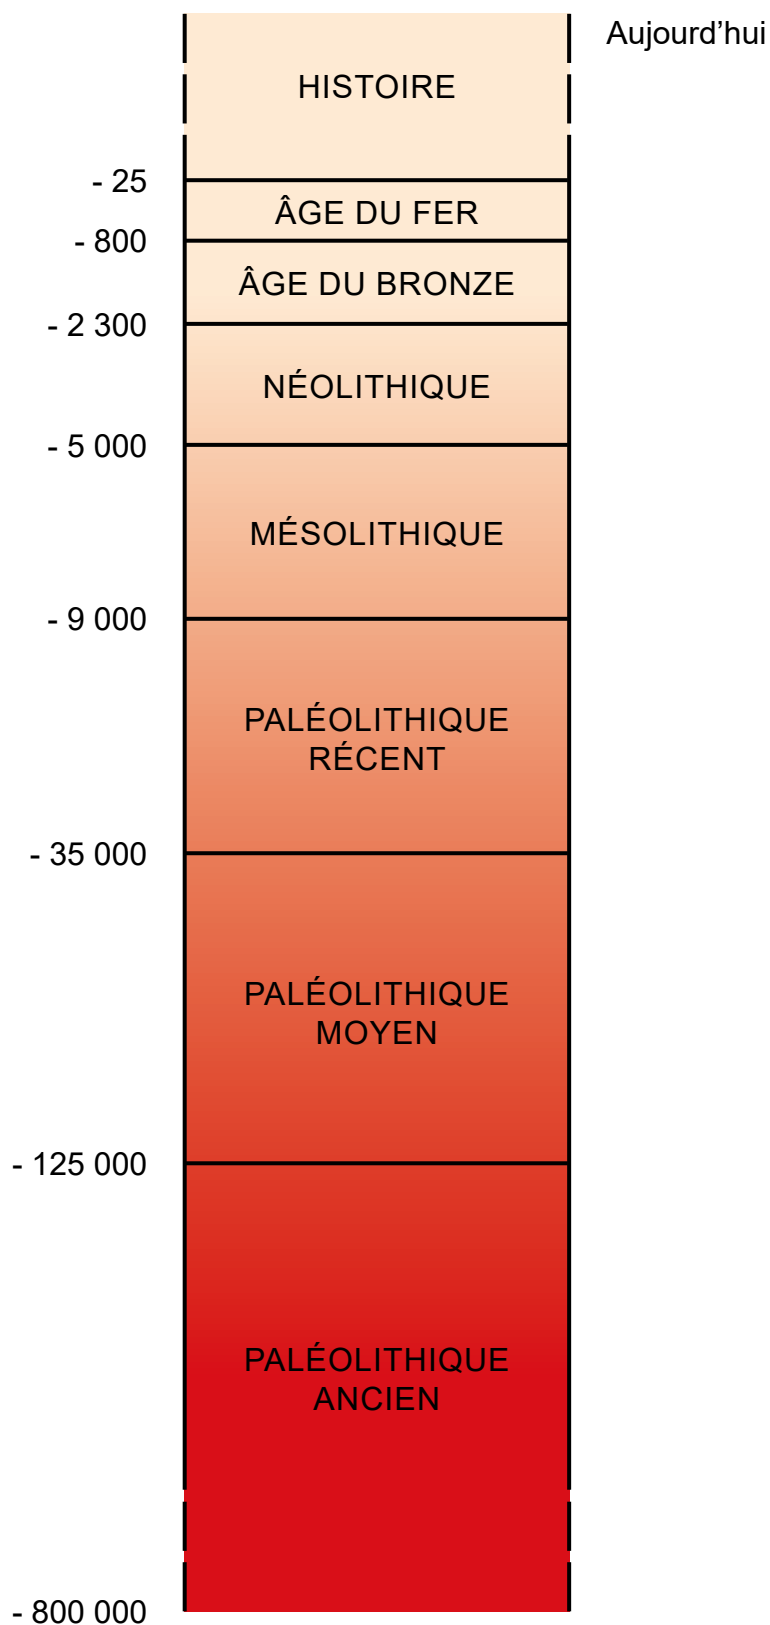 Aujourd’hui
HISTOIRE
- 25
ÂGE DU FER
- 800
ÂGE DU BRONZE
- 2 300
NÉOLITHIQUE
- 5 000
MÉSOLITHIQUE
- 9 000
PALÉOLITHIQUE
RÉCENT
- 35 000
PALÉOLITHIQUE
MOYEN
- 125 000
PALÉOLITHIQUE
ANCIEN
- 800 000